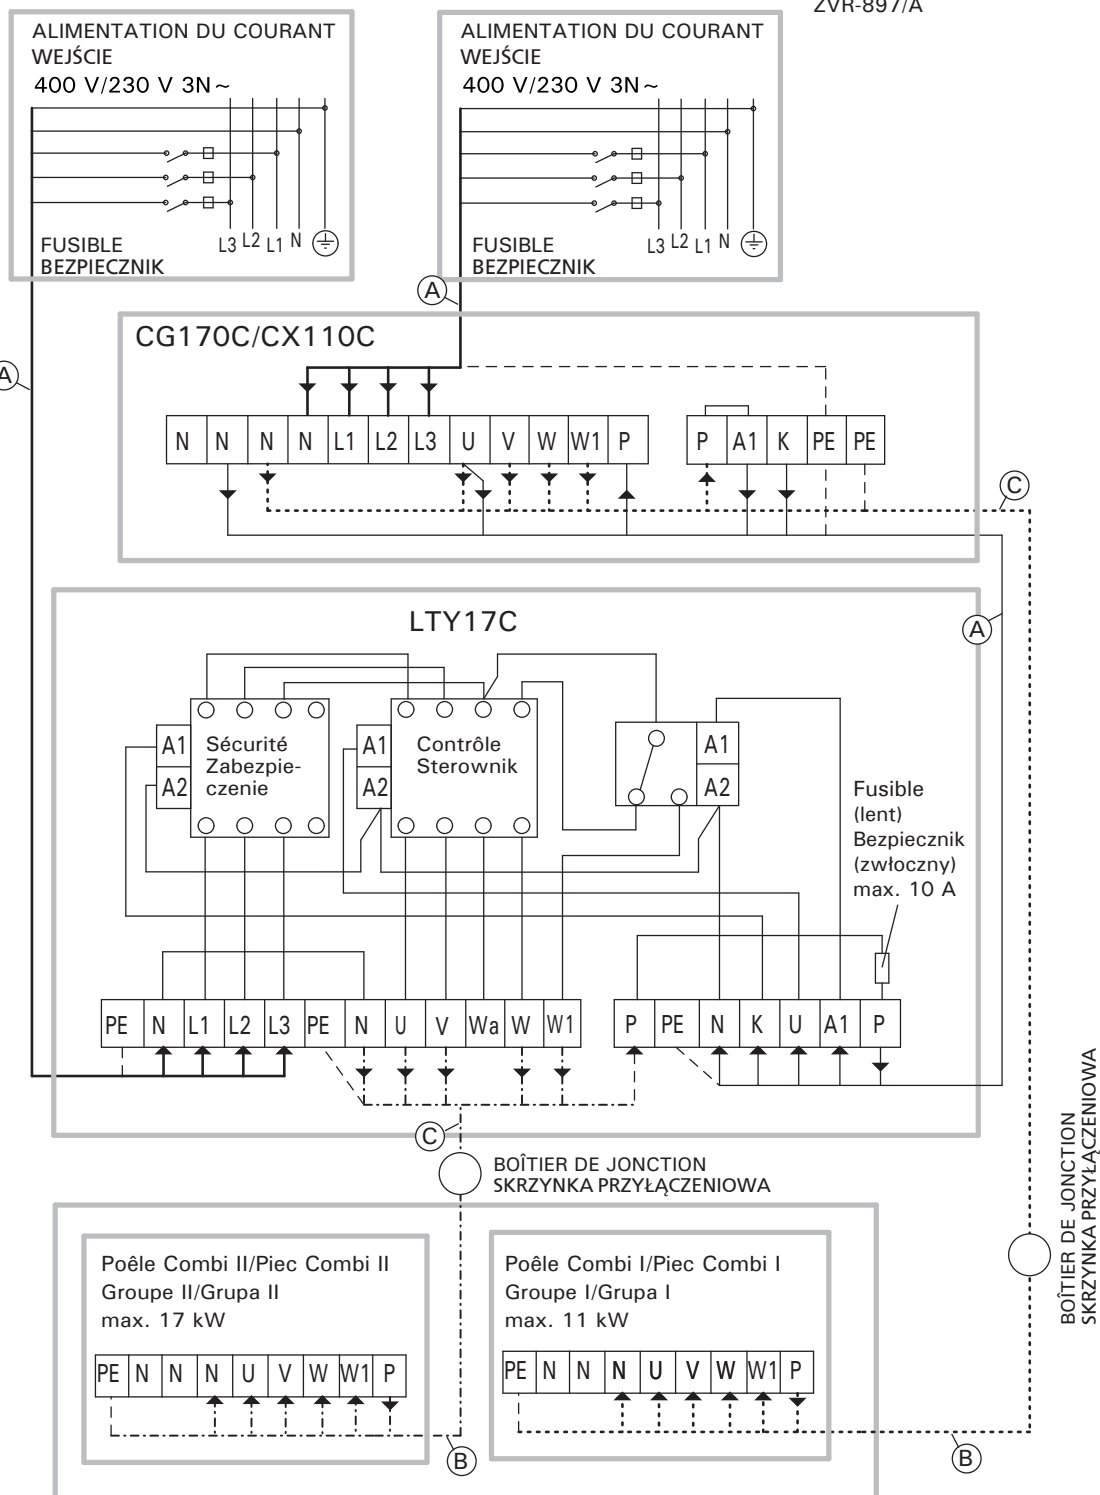 ZVR-897/A
ALIMENTATION DU COURANT
WEJŚCIE
400 V/230 V 3N~
L3 L2 L1 N
FUSIBLE
BEZPIECZNIK
ALIMENTATION DU COURANT
WEJŚCIE
400 V/230 V 3N~
L3 L2 L1 N
FUSIBLE
BEZPIECZNIK
A
A
CG170C/CX110C
N N N N L1 L2 L3 U V W W1 P
P A1 K PE PE
C
LTY17C
A
A1
A2
Sécurité
Zabezpie-
czenie
A1
A2
Contrôle
Sterownik
A1
A2
Fusible
(lent)
Bezpiecznik
(zwłoczny)
max. 10 A
PE N L1 L2 L3 PE N U V Wa W W1
P PE N K U A1 P
C
BOÎTIER DE JONCTION
SKRZYNKA PRZYŁĄCZENIOWA
BOÎTIER DE JONCTION
SKRZYNKA PRZYŁĄCZENIOWA
Poêle Combi II/Piec Combi II
Groupe II/Grupa II
max. 17 kW
PE N N N U V W W1 P
B
Poêle Combi I/Piec Combi I
Groupe I/Grupa I
max. 11 kW
PE N N N U V W W1 P
B